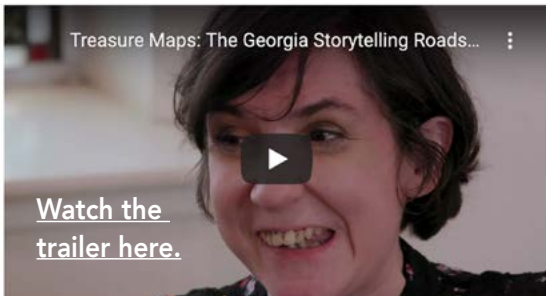 Treasure Maps: The Georgia Storytelling Roads...
Watch the
trailer here.